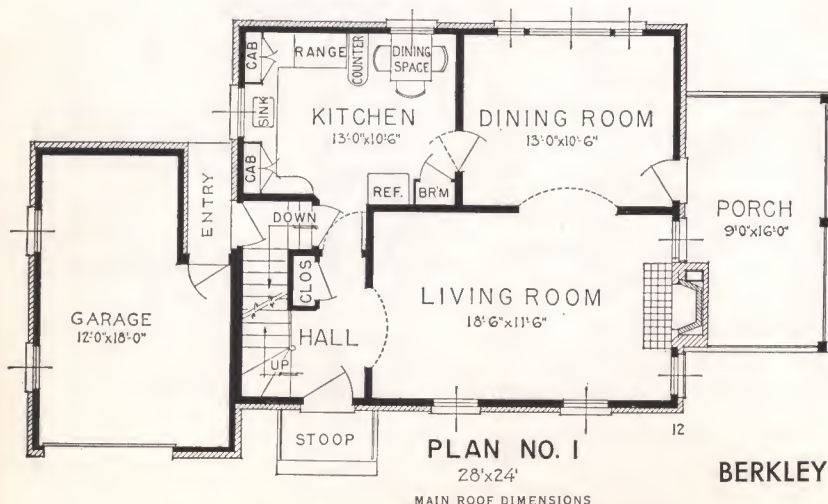 CAB
RANGE
COUNTER
DINING
SPACE
SINK
KITCHEN
13'-0"x10'-6"
DINING ROOM
13'-0"x10'-6"
CAB
REF.
BR'M
ENTRY
DOWN
PORCH
9'-0"x16'-0"
CLOS
LIVING ROOM
18'-6"x11'-6"
GARAGE
12'-0"x18'-0"
HALL
UP
STOOP
PLAN NO. 1
12
28'x24'
BERKLEY
MAIN ROOF DIMENSIONS